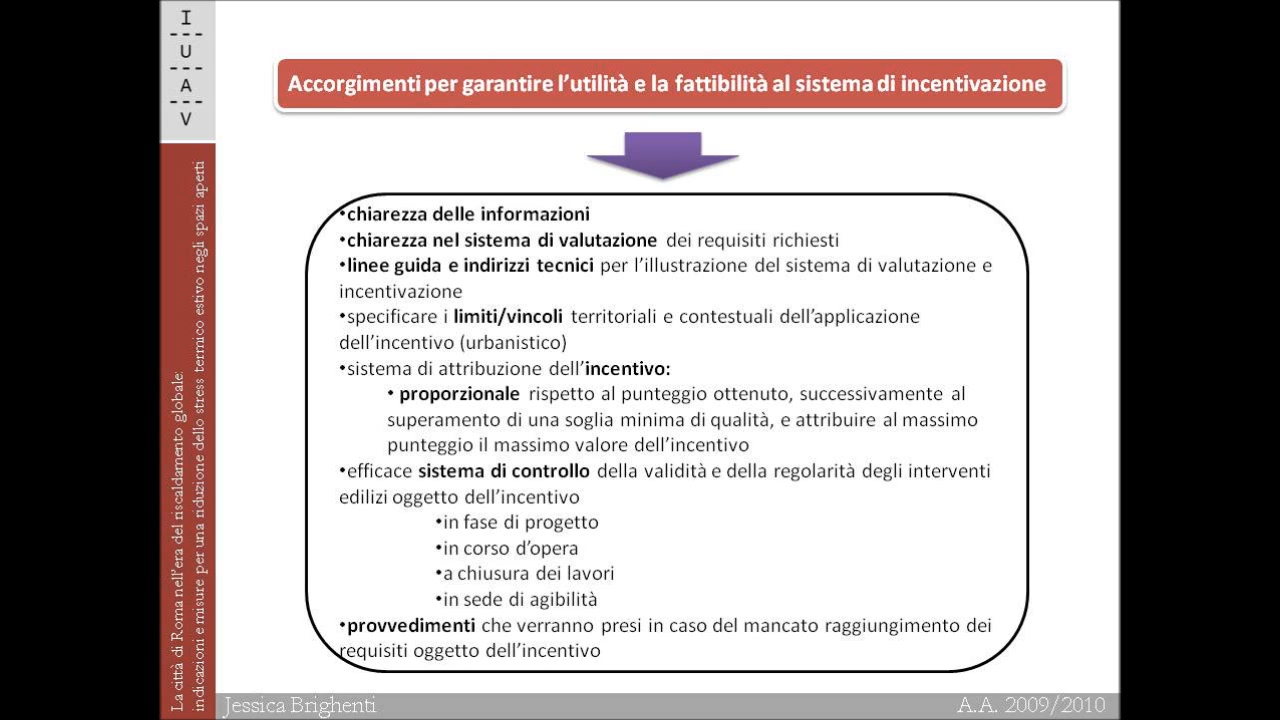 I
---
U
---
A
---
V
La città di Roma nell'era del riscaldamento globale:
indicazioni e misure per una riduzione dello stress termico estivo negli spazi aperti
Accorgimenti per garantire l'utilità e la fattibilità al sistema di incentivazione
•chiarezza delle informazioni
•chiarezza nel sistema di valutazione dei requisiti richiesti
•linee guida e indirizzi tecnici per l'illustrazione del sistema di valutazione e
incentivazione
•specificare i limiti/vincoli territoriali e contestuali dell'applicazione
dell'incentivo (urbanistico)
•sistema di attribuzione dell'incentivo:
• proporzionale rispetto al punteggio ottenuto, successivamente al
superamento di una soglia minima di qualità, e attribuire al massimo
punteggio il massimo valore dell'incentivo
•efficace sistema di controllo della validità e della regolarità degli interventi
edilizi oggetto dell'incentivo
•in fase di progetto
•in corso d'opera
•a chiusura dei lavori
•in sede di agibilità
•provvedimenti che verranno presi in caso del mancato raggiungimento dei
requisiti oggetto dell'incentivo
Jessica Brighenti
A.A. 2009/2010